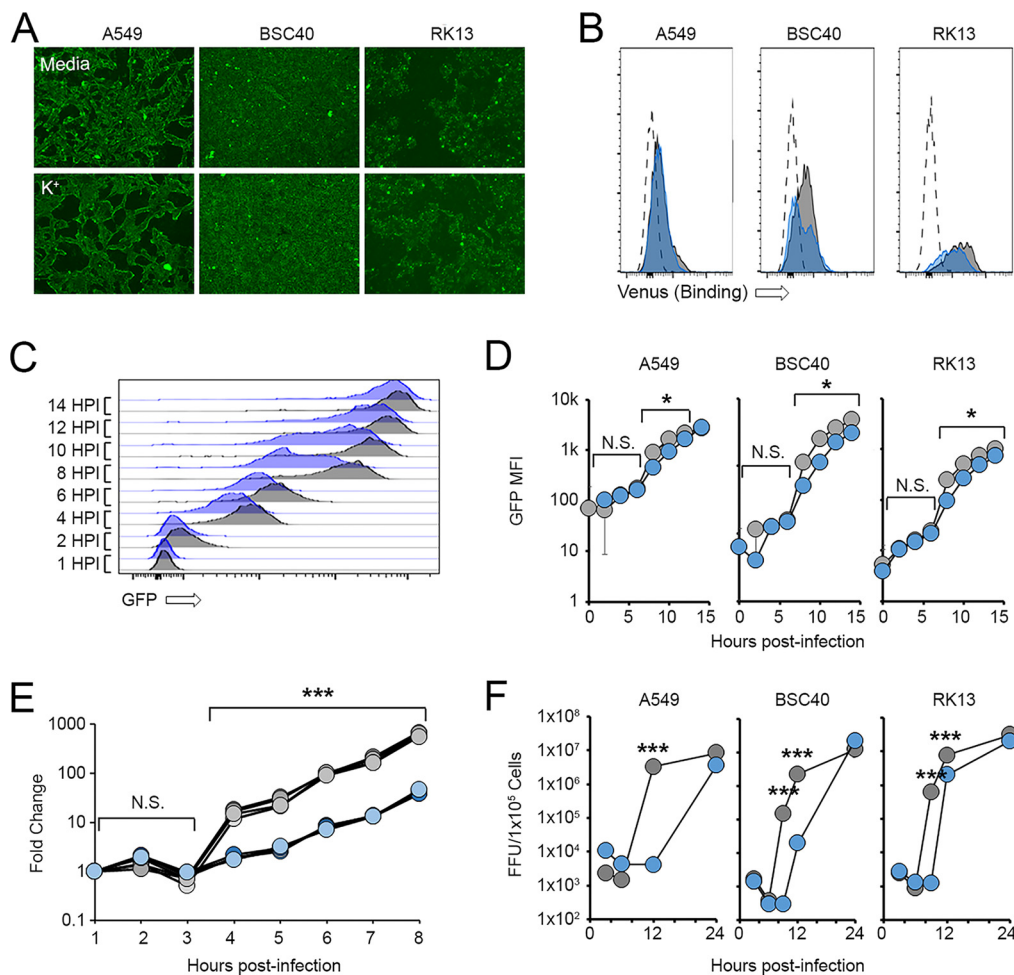 A
A549 BSC40 RK13
Media
K⁺
B
A549 BSC40 RK13
Venus (Binding)
C
14 HPI
12 HPI
10 HPI
8 HPI
6 HPI
4 HPI
2 HPI
1 HPI
GFP
D
A549 BSC40 RK13
GFP MFI
10k
1k
100
10
1
N.S. *
N.S. *
N.S. *
0 5 10 15 0 5 10 15 0 5 10 15
Hours post-infection
E
Fold Change
1000
100
10
1
0.1
N.S. ***
1 2 3 4 5 6 7 8
Hours post-infection
F
A549 BSC40 RK13
FFU/1x10⁵ Cells
1x10⁸
1x10⁷
1x10⁶
1x10⁵
1x10⁴
1x10³
1x10²
***
*** ***
*** ***
0 12 24 0 12 24 0 12 24
Hours post-infection